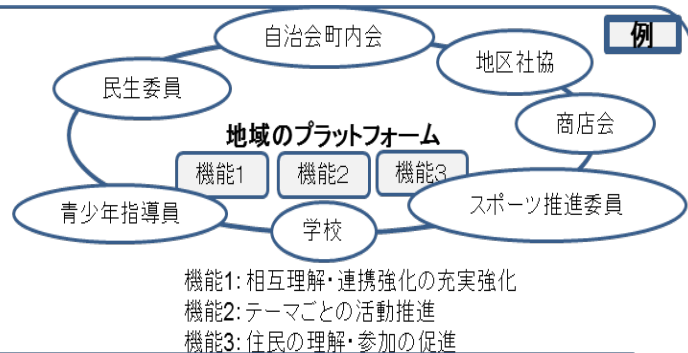 自治会町内会
例
地区社協
民生委員
商店会
地域のプラットフォーム
機能1
機能2
機能3
青少年指導員
スポーツ推進委員
学校
機能1:相互理解・連携強化の充実強化
機能2:テーマごとの活動推進
機能3:住民の理解・参加の促進